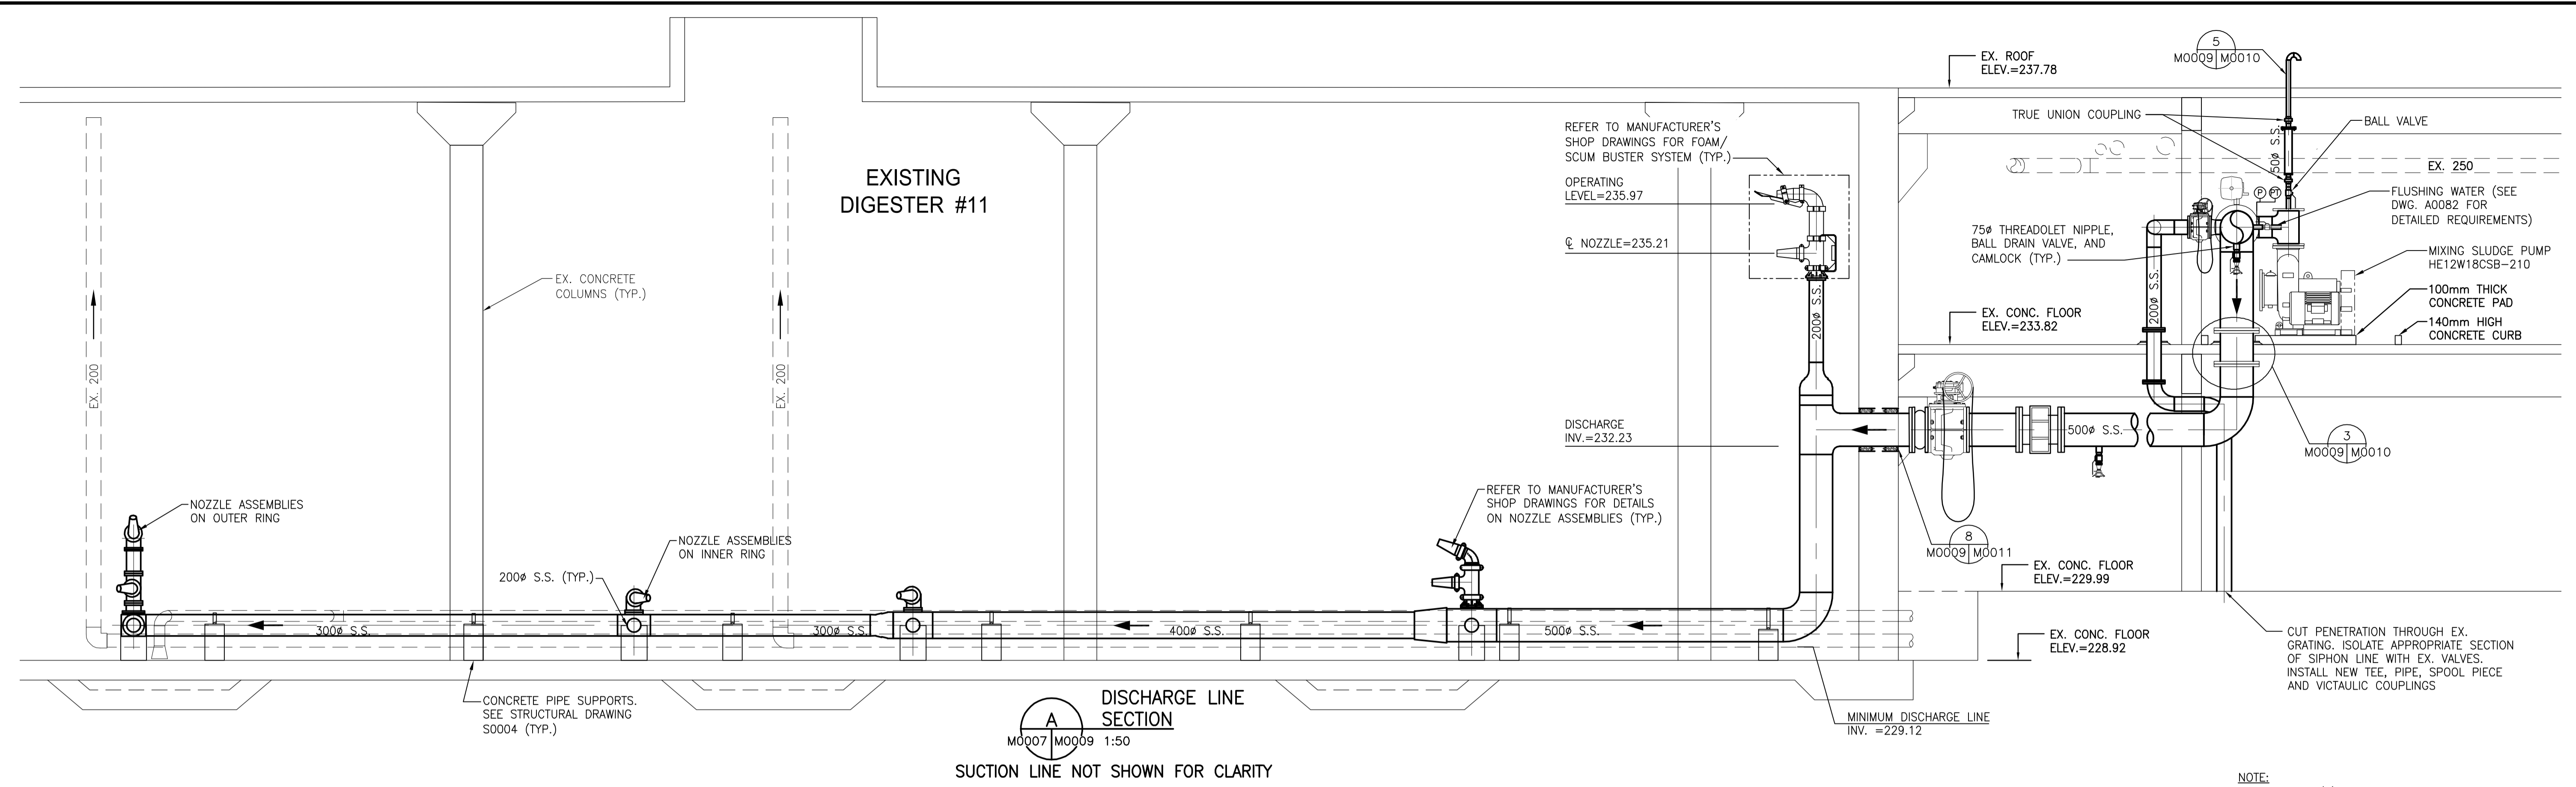 EX. ROOF
ELEV.=237.78
5
M0009 M0010
TRUE UNION COUPLING
BALL VALVE
50ø S.S.
EX. 250
REFER TO MANUFACTURER'S
SHOP DRAWINGS FOR FOAM/
SCUM BUSTER SYSTEM (TYP.)
OPERATING
LEVEL=235.97
℄ NOZZLE=235.21
EXISTING
DIGESTER #11
P
PT
FLUSHING WATER (SEE
DWG. A0082 FOR
DETAILED REQUIREMENTS)
75ø THREADOLET NIPPLE,
BALL DRAIN VALVE, AND
CAMLOCK (TYP.)
MIXING SLUDGE PUMP
HE12W18CSB-210
100mm THICK
CONCRETE PAD
140mm HIGH
CONCRETE CURB
EX. CONCRETE
COLUMNS (TYP.)
EX. 200
EX. 200
200ø S.S.
200ø S.S.
EX. CONC. FLOOR
ELEV.=233.82
DISCHARGE
INV.=232.23
500ø S.S.
3
M0009 M0010
NOZZLE ASSEMBLIES
ON OUTER RING
NOZZLE ASSEMBLIES
ON INNER RING
200ø S.S. (TYP.)
REFER TO MANUFACTURER'S
SHOP DRAWINGS FOR DETAILS
ON NOZZLE ASSEMBLIES (TYP.)
8
M0009 M0011
EX. CONC. FLOOR
ELEV.=229.99
300ø S.S.
300ø S.S.
400ø S.S.
500ø S.S.
EX. CONC. FLOOR
ELEV.=228.92
CUT PENETRATION THROUGH EX.
GRATING. ISOLATE APPROPRIATE SECTION
OF SIPHON LINE WITH EX. VALVES.
INSTALL NEW TEE, PIPE, SPOOL PIECE
AND VICTAULIC COUPLINGS
CONCRETE PIPE SUPPORTS.
SEE STRUCTURAL DRAWING
S0004 (TYP.)
MINIMUM DISCHARGE LINE
INV. =229.12
A
DISCHARGE LINE
SECTION
M0007 M0009 1:50
SUCTION LINE NOT SHOWN FOR CLARITY
NOTE: